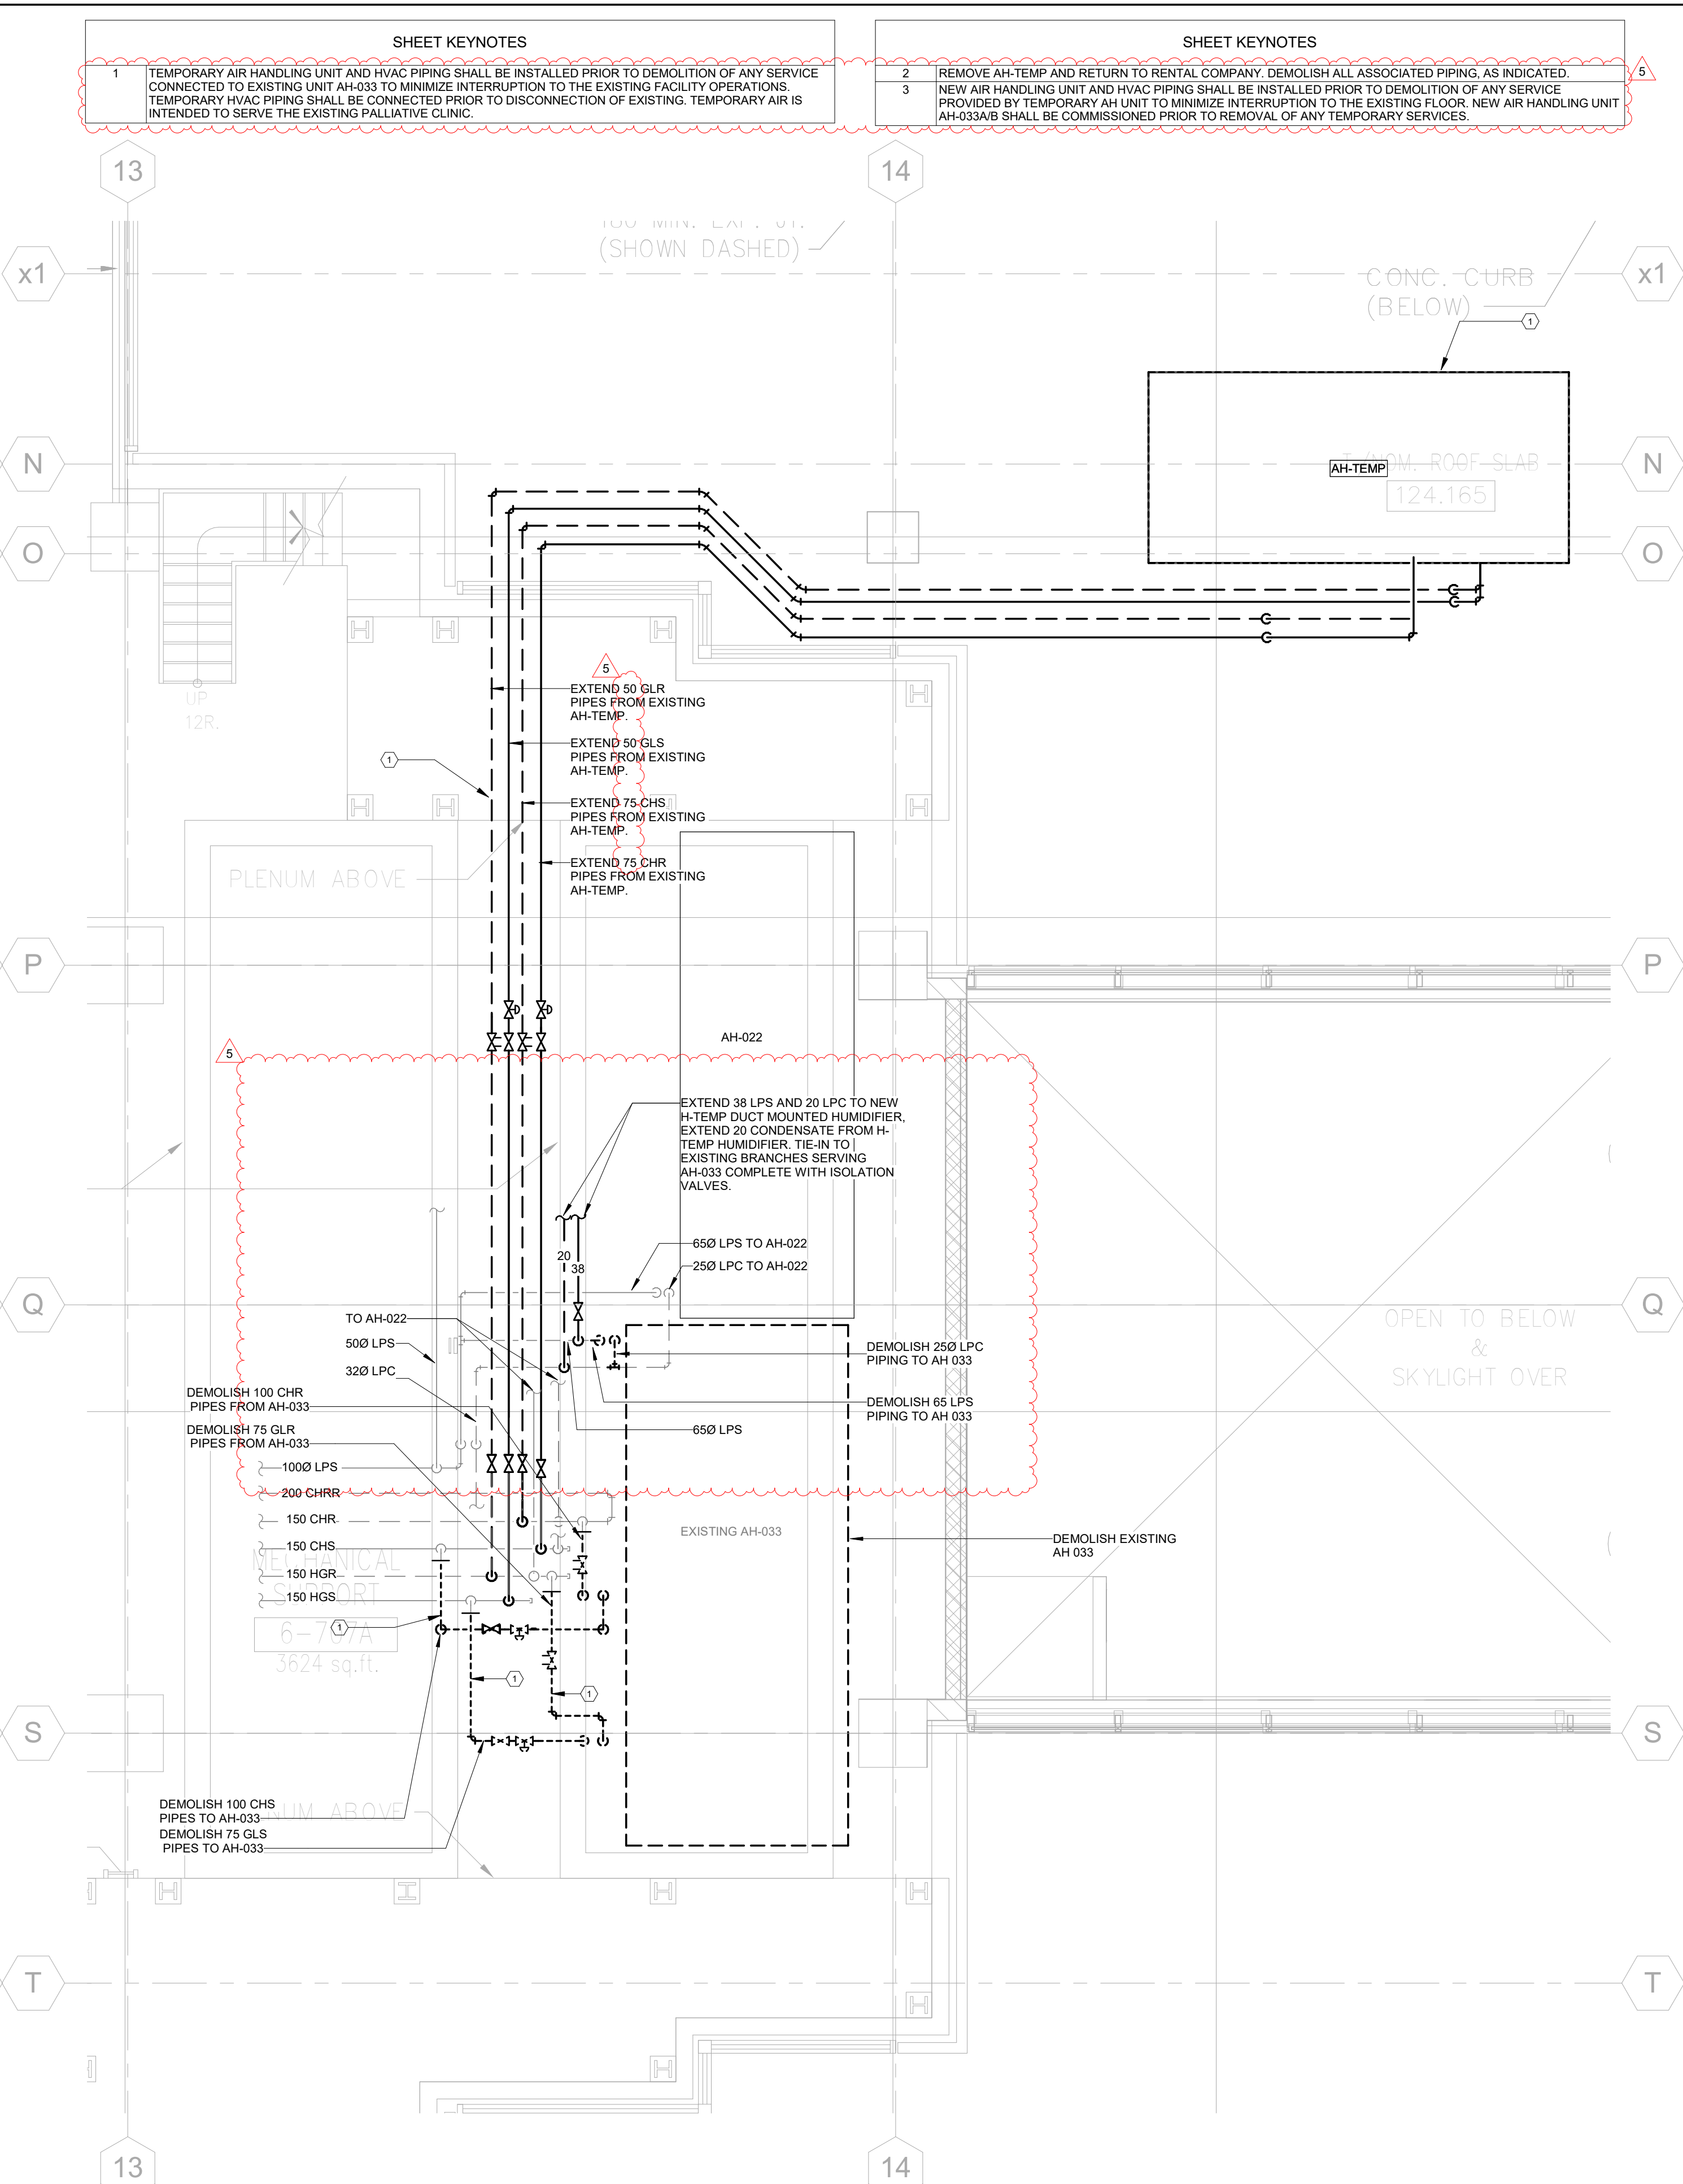 SHEET KEYNOTES
1 TEMPORARY AIR HANDLING UNIT AND HVAC PIPING SHALL BE INSTALLED PRIOR TO DEMOLITION OF ANY SERVICE
CONNECTED TO EXISTING UNIT AH-033 TO MINIMIZE INTERRUPTION TO THE EXISTING FACILITY OPERATIONS.
TEMPORARY HVAC PIPING SHALL BE CONNECTED PRIOR TO DISCONNECTION OF EXISTING. TEMPORARY AIR IS
INTENDED TO SERVE THE EXISTING PALLIATIVE CLINIC.
SHEET KEYNOTES
2 REMOVE AH-TEMP AND RETURN TO RENTAL COMPANY. DEMOLISH ALL ASSOCIATED PIPING, AS INDICATED.
3 NEW AIR HANDLING UNIT AND HVAC PIPING SHALL BE INSTALLED PRIOR TO DEMOLITION OF ANY SERVICE
PROVIDED BY TEMPORARY AH UNIT TO MINIMIZE INTERRUPTION TO THE EXISTING FLOOR. NEW AIR HANDLING UNIT
AH-033A/B SHALL BE COMMISSIONED PRIOR TO REMOVAL OF ANY TEMPORARY SERVICES.
5
13
14
(SHOWN DASHED)
x1
x1
CONC. CURB
(BELOW)
1
N
N
AH-TEMP
NOM. ROOF SLAB
124.165
O
O
UP
12R.
5
EXTEND 50 GLR
PIPES FROM EXISTING
AH-TEMP.
EXTEND 50 GLS
PIPES FROM EXISTING
AH-TEMP.
1
EXTEND 75 CHS
PIPES FROM EXISTING
AH-TEMP.
EXTEND 75 CHR
PIPES FROM EXISTING
AH-TEMP.
PLENUM ABOVE
P
P
AH-022
5
EXTEND 38 LPS AND 20 LPC TO NEW
H-TEMP DUCT MOUNTED HUMIDIFIER,
EXTEND 20 CONDENSATE FROM H-
TEMP HUMIDIFIER. TIE-IN TO
EXISTING BRANCHES SERVING
AH-033 COMPLETE WITH ISOLATION
VALVES.
20
38
65Ø LPS TO AH-022
25Ø LPC TO AH-022
Q
Q
TO AH-022
50Ø LPS
32Ø LPC
OPEN TO BELOW
&
SKYLIGHT OVER
DEMOLISH 25Ø LPC
PIPING TO AH 033
DEMOLISH 65 LPS
PIPING TO AH 033
65Ø LPS
DEMOLISH 100 CHR
PIPES FROM AH-033
DEMOLISH 75 GLR
PIPES FROM AH-033
100Ø LPS
200 CHRR
150 CHR
150 CHS
150 HGR
150 HGS
EXISTING AH-033
DEMOLISH EXISTING
AH 033
MECHANICAL
SUPPORT
6-707A
3624 sq.ft.
1
1
1
S
S
DEMOLISH 100 CHS
PIPES TO AH-033
DEMOLISH 75 GLS
PIPES TO AH-033
NUM ABOVE
T
T
13
14